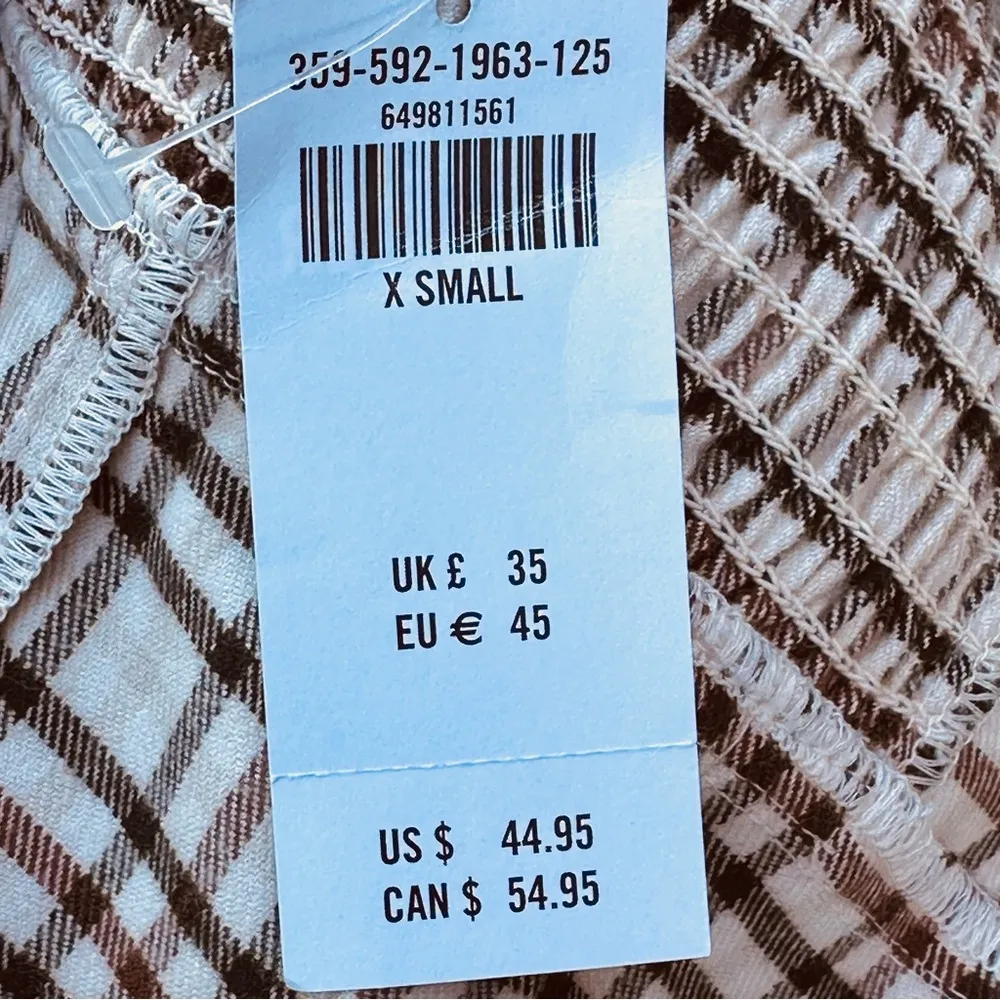 359-592-1963-125
649811561
X SMALL
UK £ 35
EU € 45
US $ 44.95
CAN $ 54.95